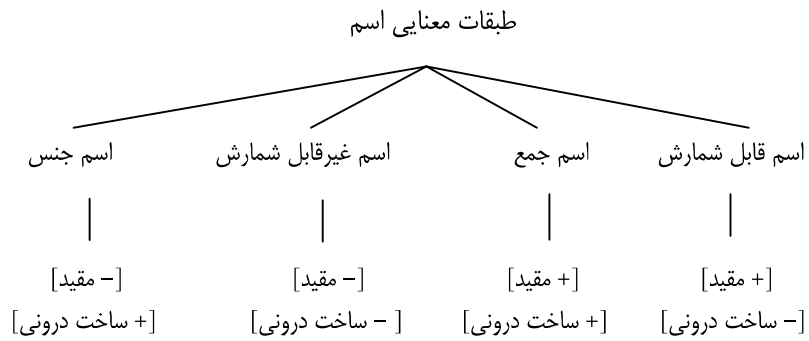 طبقات معنایی اسم
اسم قابل شمارش اسم جمع اسم غیرقابل شمارش اسم جنس
[+ مقید] [+ مقید] [– مقید] [– مقید]
[– ساخت درونی] [+ ساخت درونی] [– ساخت درونی] [+ ساخت درونی]